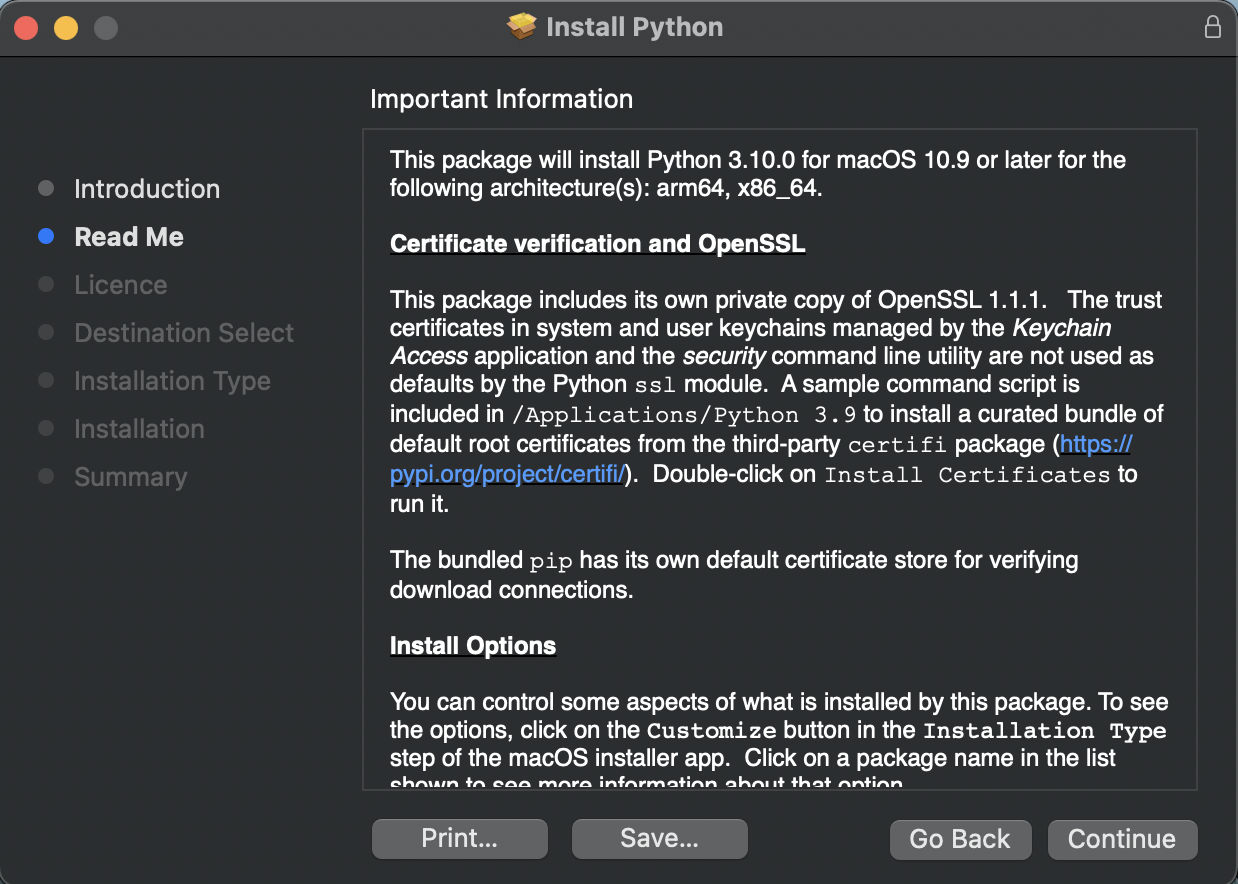 Install Python
Important Information
Introduction
Read Me
Licence
Destination Select
Installation Type
Installation
Summary
This package will install Python 3.10.0 for macOS 10.9 or later for the
following architecture(s): arm64, x86_64.
Certificate verification and OpenSSL
This package includes its own private copy of OpenSSL 1.1.1.   The trust
certificates in system and user keychains managed by the Keychain
Access application and the security command line utility are not used as
defaults by the Python ssl module.  A sample command script is
included in /Applications/Python 3.9 to install a curated bundle of
default root certificates from the third-party certifi package (https://
pypi.org/project/certifi/).  Double-click on Install Certificates to
run it.
The bundled pip has its own default certificate store for verifying
download connections.
Install Options
You can control some aspects of what is installed by this package. To see
the options, click on the Customize button in the Installation Type
step of the macOS installer app.  Click on a package name in the list
shown to see more information about that option.
Print...
Save...
Go Back
Continue